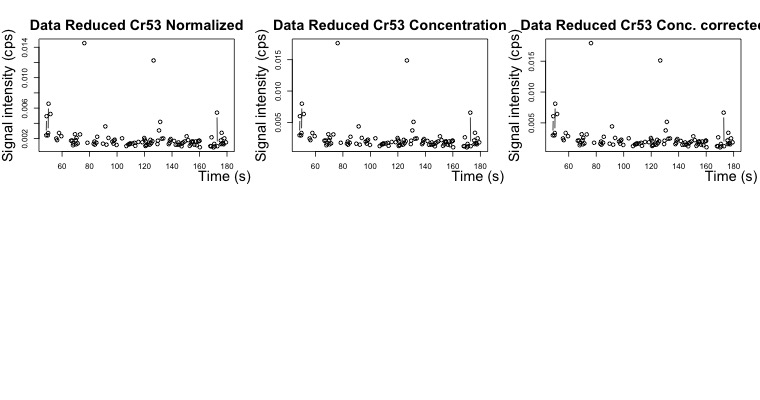 Data Reduced Cr53 Normalized
Signal intensity (cps)
0.002
0.006
0.010
0.014
60 80 100 120 140 160 180
Time (s)
Data Reduced Cr53 Concentration
Signal intensity (cps)
0.005
0.010
0.015
60 80 100 120 140 160 180
Time (s)
Data Reduced Cr53 Conc. corrected
Signal intensity (cps)
0.005
0.010
0.015
60 80 100 120 140 160 180
Time (s)